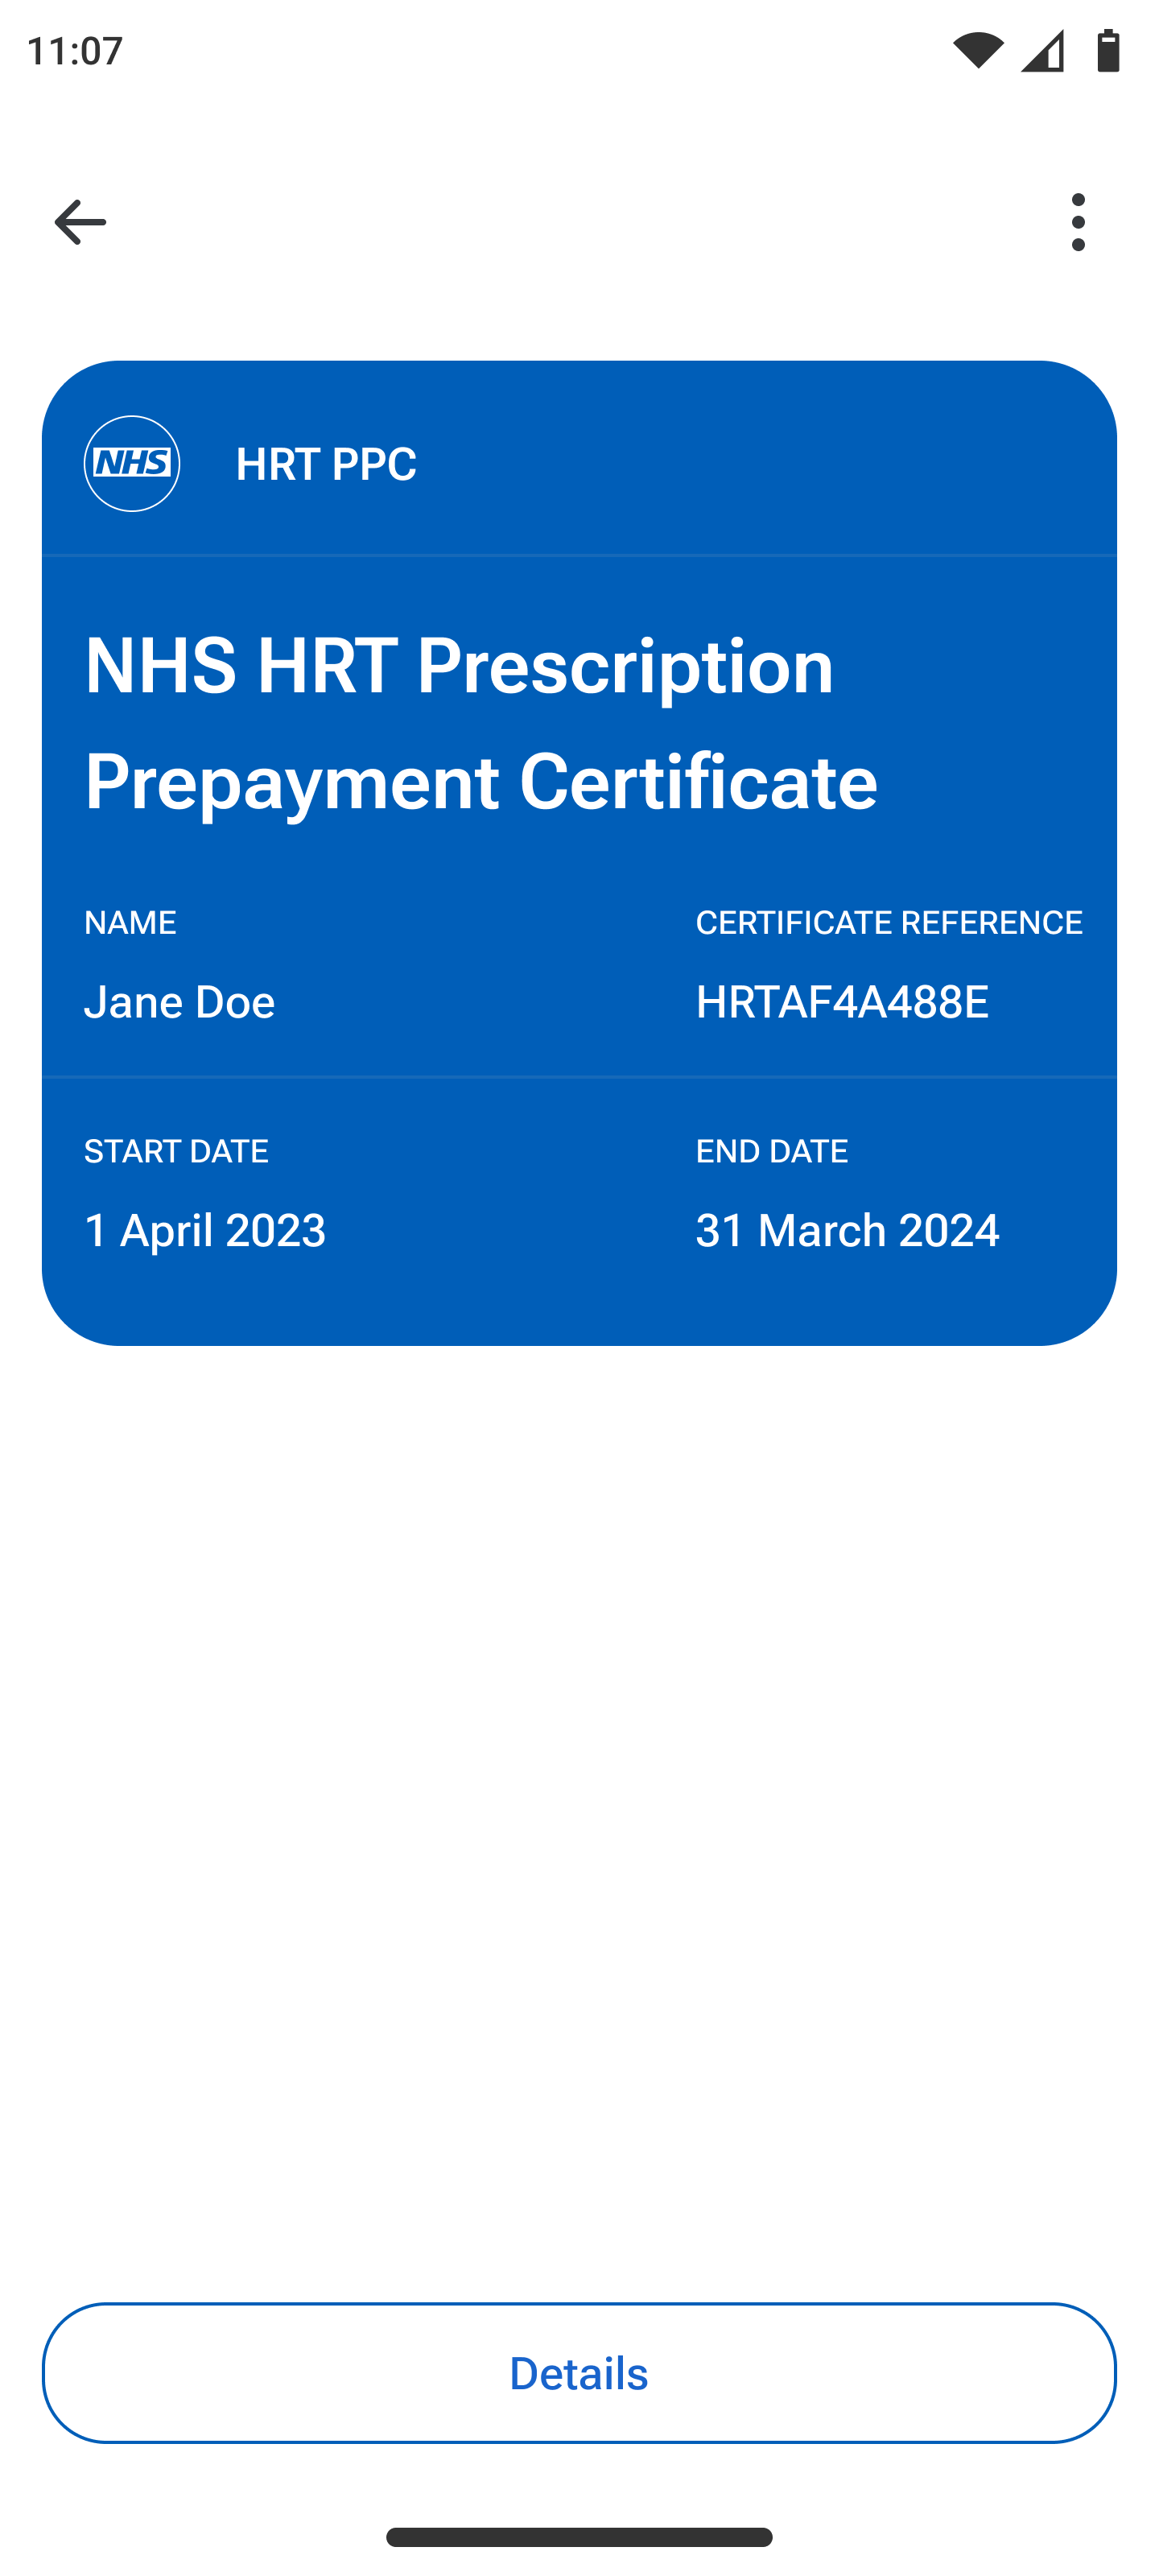 11:07
NHS
HRT PPC
NHS HRT Prescription
Prepayment Certificate
NAME
CERTIFICATE REFERENCE
Jane Doe
HRTAF4A488E
START DATE
END DATE
1 April 2023
31 March 2024
Details